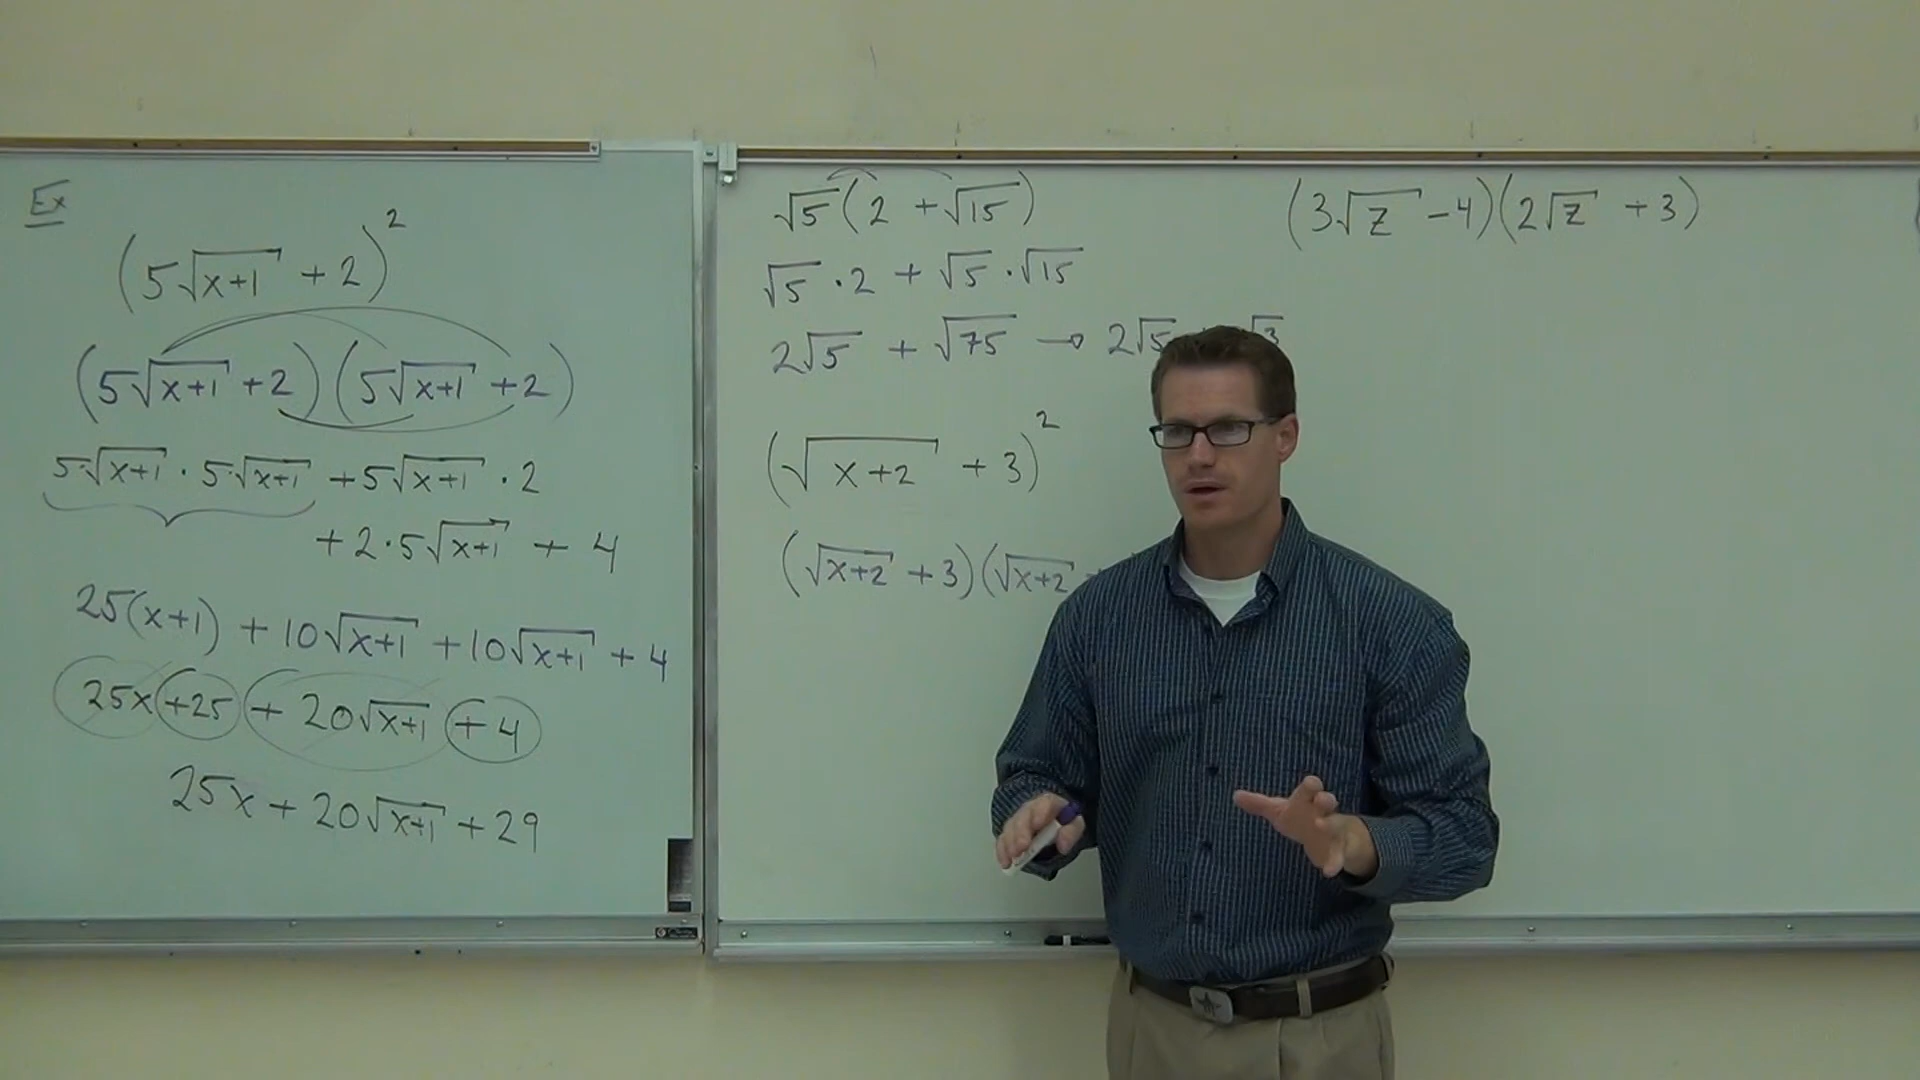 Ex
(5√(x+1) + 2)²
(5√(x+1) + 2)(5√(x+1) + 2)
5·√(x+1) · 5·√(x+1) + 5√(x+1) · 2
+ 2·5√(x+1) + 4
25(x+1) + 10√(x+1) + 10√(x+1) + 4
25x + 25 + 20√(x+1) + 4
25x + 20√(x+1) + 29
√5(2 + √15)
√5 · 2 + √5 · √15
2√5 + √75 → 2√5 √3
(√(x+2) + 3)²
(√(x+2) + 3)(√(x+2)
(3√z - 4)(2√z + 3)